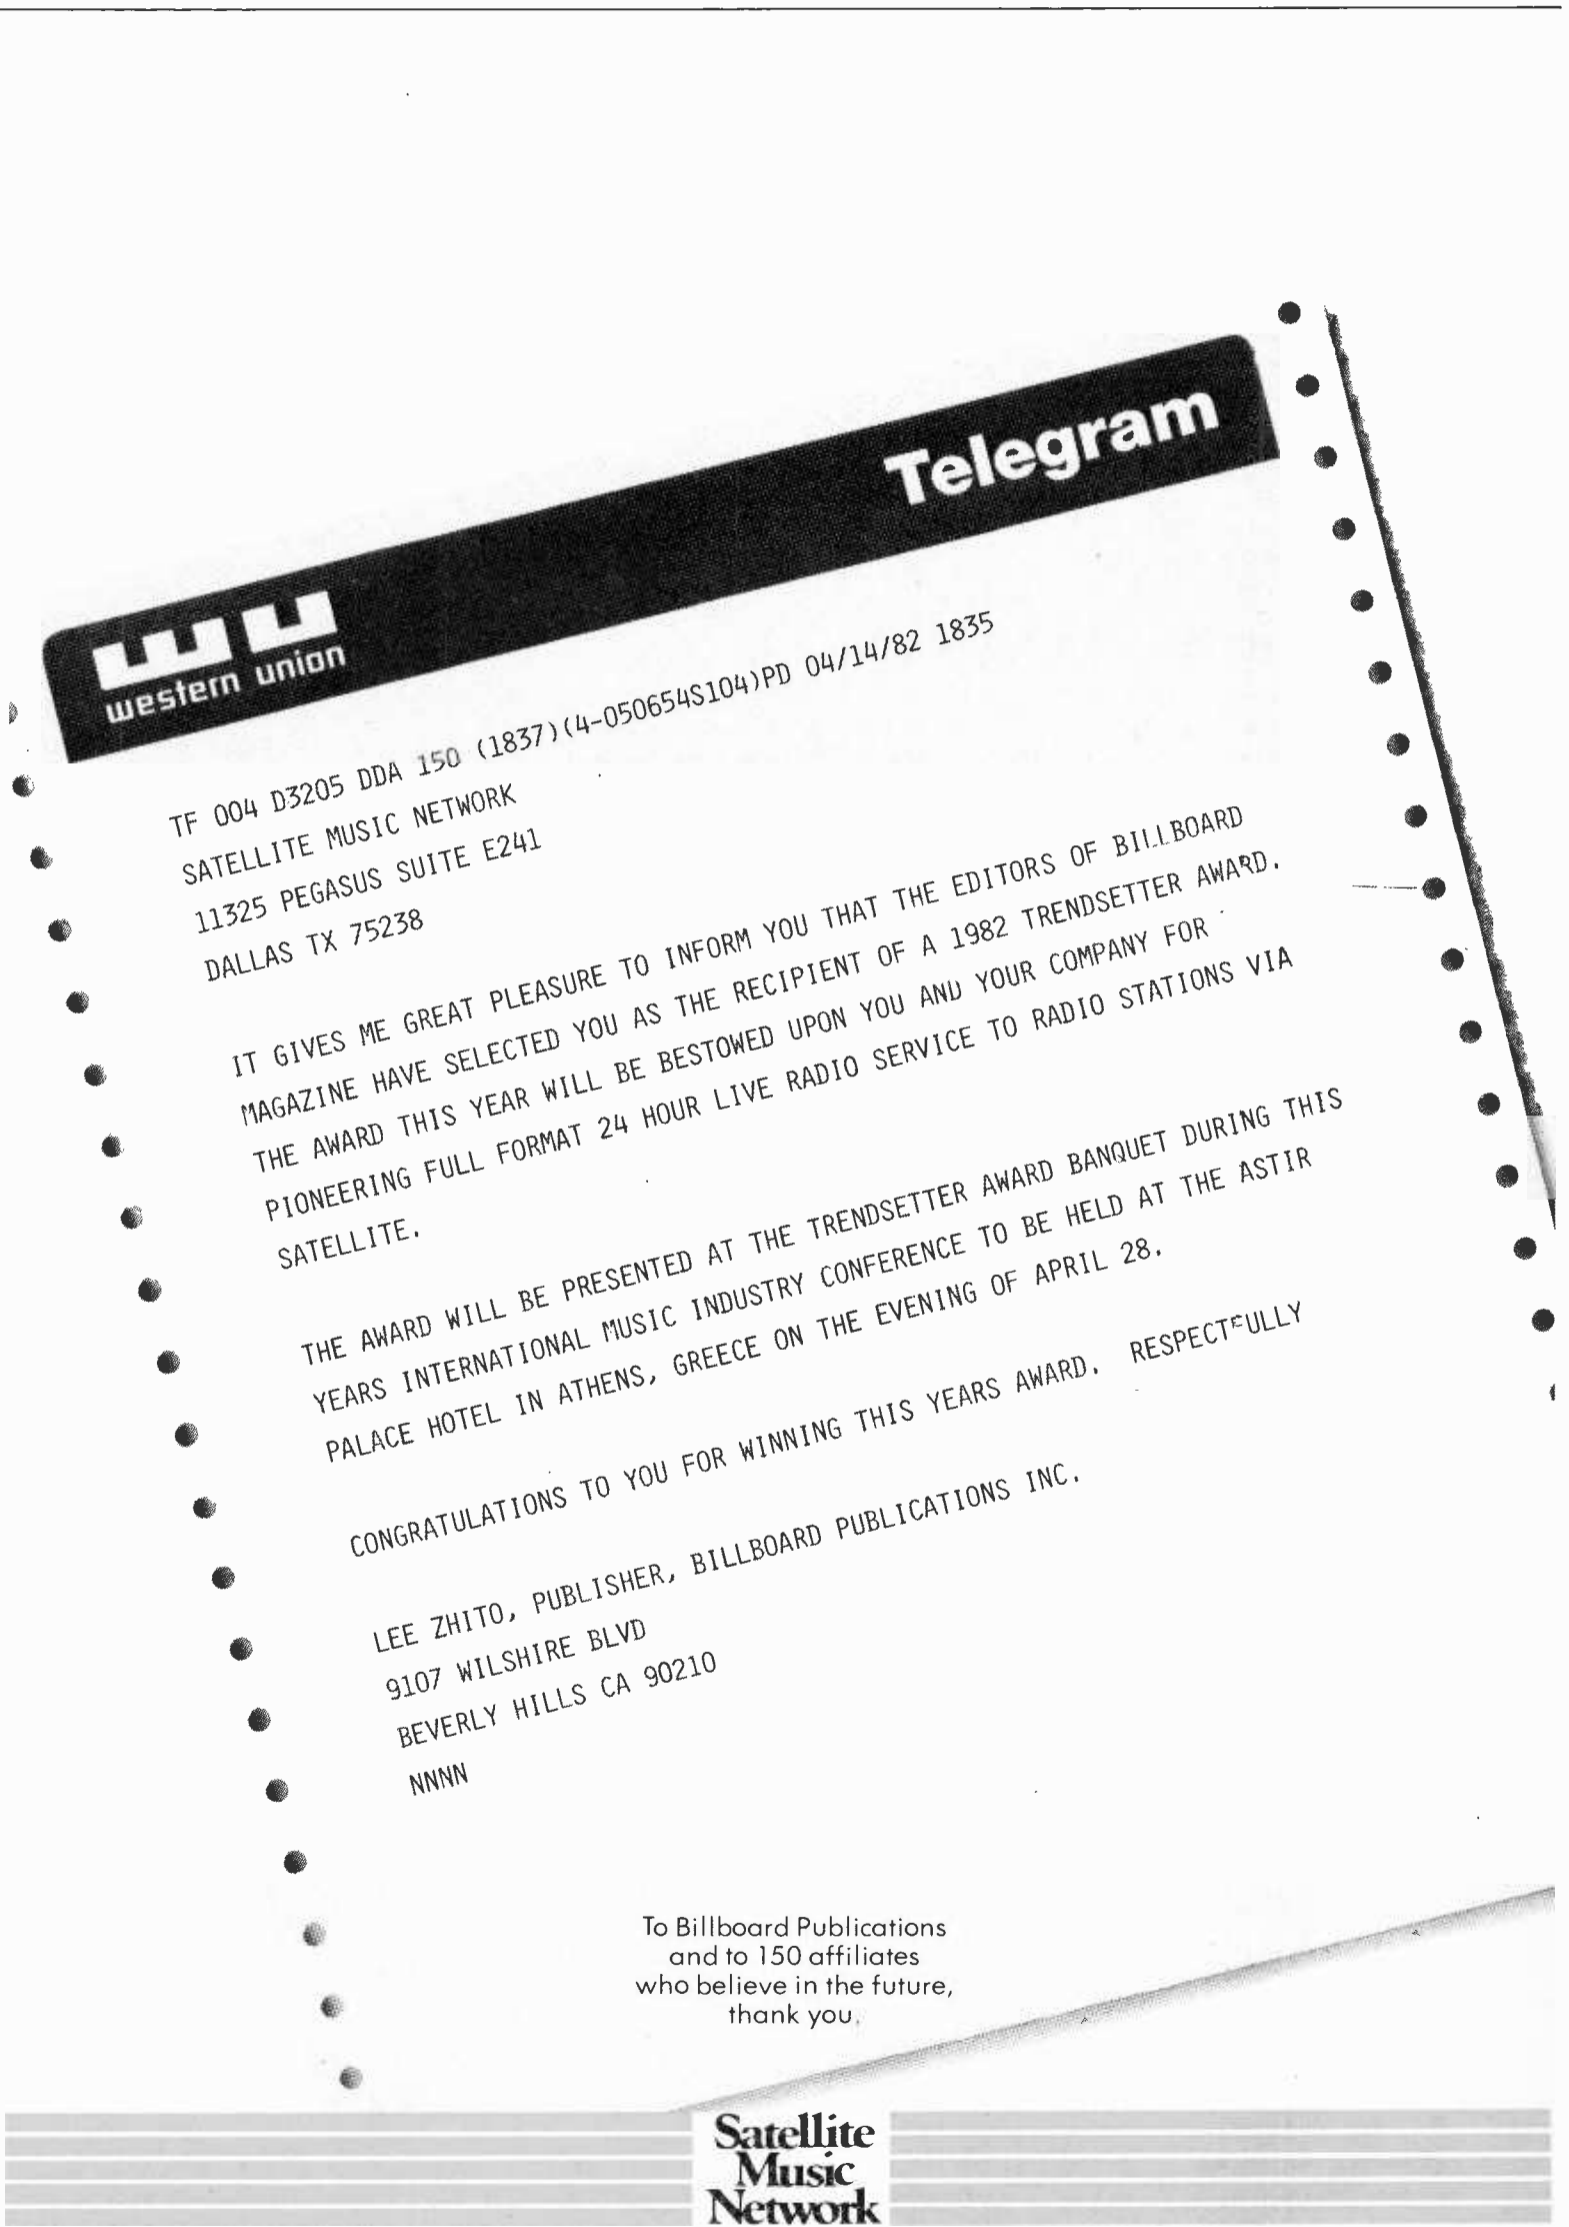 Telegram
western union
TF 004 D3205 DDA 150 (1837)(4-050654S104)PD 04/14/82 1835
SATELLITE MUSIC NETWORK
11325 PEGASUS SUITE E241
DALLAS TX 75238
IT GIVES ME GREAT PLEASURE TO INFORM YOU THAT THE EDITORS OF BILLBOARD
MAGAZINE HAVE SELECTED YOU AS THE RECIPIENT OF A 1982 TRENDSETTER AWARD.
THE AWARD THIS YEAR WILL BE BESTOWED UPON YOU AND YOUR COMPANY FOR
PIONEERING FULL FORMAT 24 HOUR LIVE RADIO SERVICE TO RADIO STATIONS VIA
SATELLITE.
THE AWARD WILL BE PRESENTED AT THE TRENDSETTER AWARD BANQUET DURING THIS
YEARS INTERNATIONAL MUSIC INDUSTRY CONFERENCE TO BE HELD AT THE ASTIR
PALACE HOTEL IN ATHENS, GREECE ON THE EVENING OF APRIL 28.
CONGRATULATIONS TO YOU FOR WINNING THIS YEARS AWARD. RESPECTFULLY
LEE ZHITO, PUBLISHER, BILLBOARD PUBLICATIONS INC.
9107 WILSHIRE BLVD
BEVERLY HILLS CA 90210
NNNN
To Billboard Publications
and to 150 affiliates
who believe in the future,
thank you.
Satellite
Music
Network